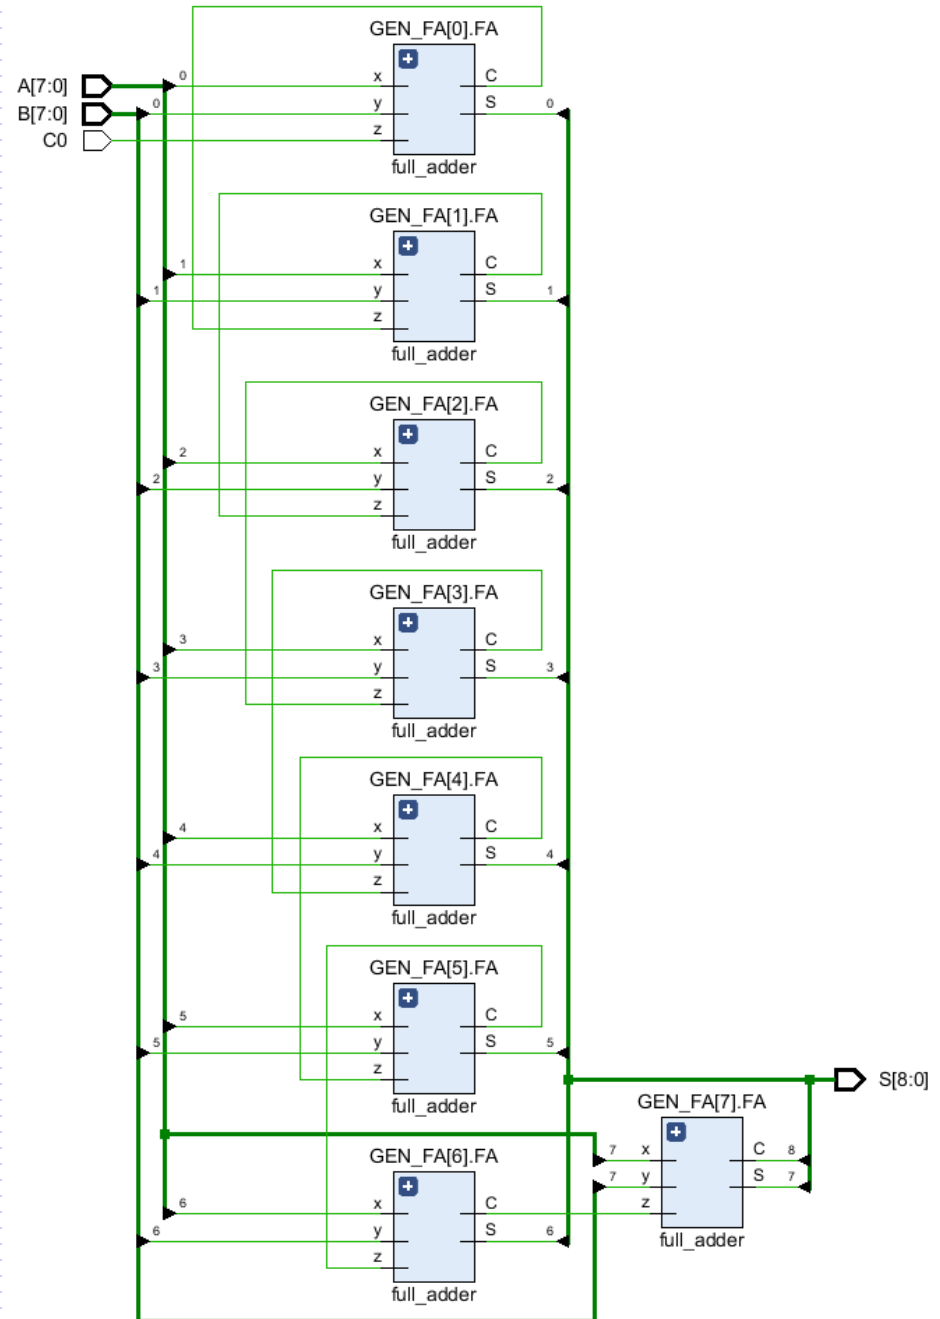 GEN_FA[0].FA
A[7:0]
0
x
C
B[7:0]
0
y
S
0
C0
z
full_adder
GEN_FA[1].FA
1
x
C
1
y
S
1
z
full_adder
GEN_FA[2].FA
2
x
C
2
y
S
2
z
full_adder
GEN_FA[3].FA
3
x
C
3
y
S
3
z
full_adder
GEN_FA[4].FA
4
x
C
4
y
S
4
z
full_adder
GEN_FA[5].FA
5
x
C
5
y
S
5
z
full_adder
S[8:0]
GEN_FA[7].FA
7
x
C
8
7
y
S
7
z
full_adder
GEN_FA[6].FA
6
x
C
6
y
S
6
z
full_adder